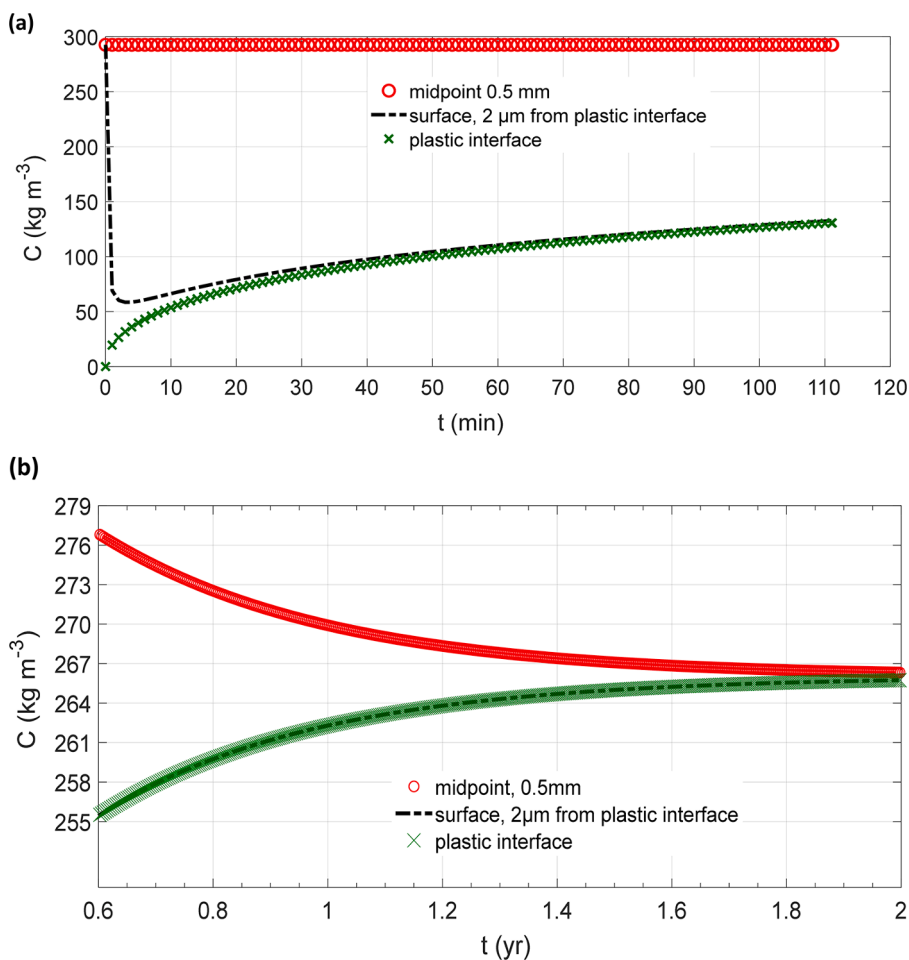 (a)
300
250
200
150
100
50
0
C (kg m⁻³)
midpoint 0.5 mm
surface, 2 µm from plastic interface
plastic interface
0 10 20 30 40 50 60 70 80 90 100 110 120
t (min)
(b)
279
276
273
270
267
264
261
258
255
C (kg m⁻³)
midpoint, 0.5mm
surface, 2µm from plastic interface
plastic interface
0.6 0.8 1 1.2 1.4 1.6 1.8 2
t (yr)